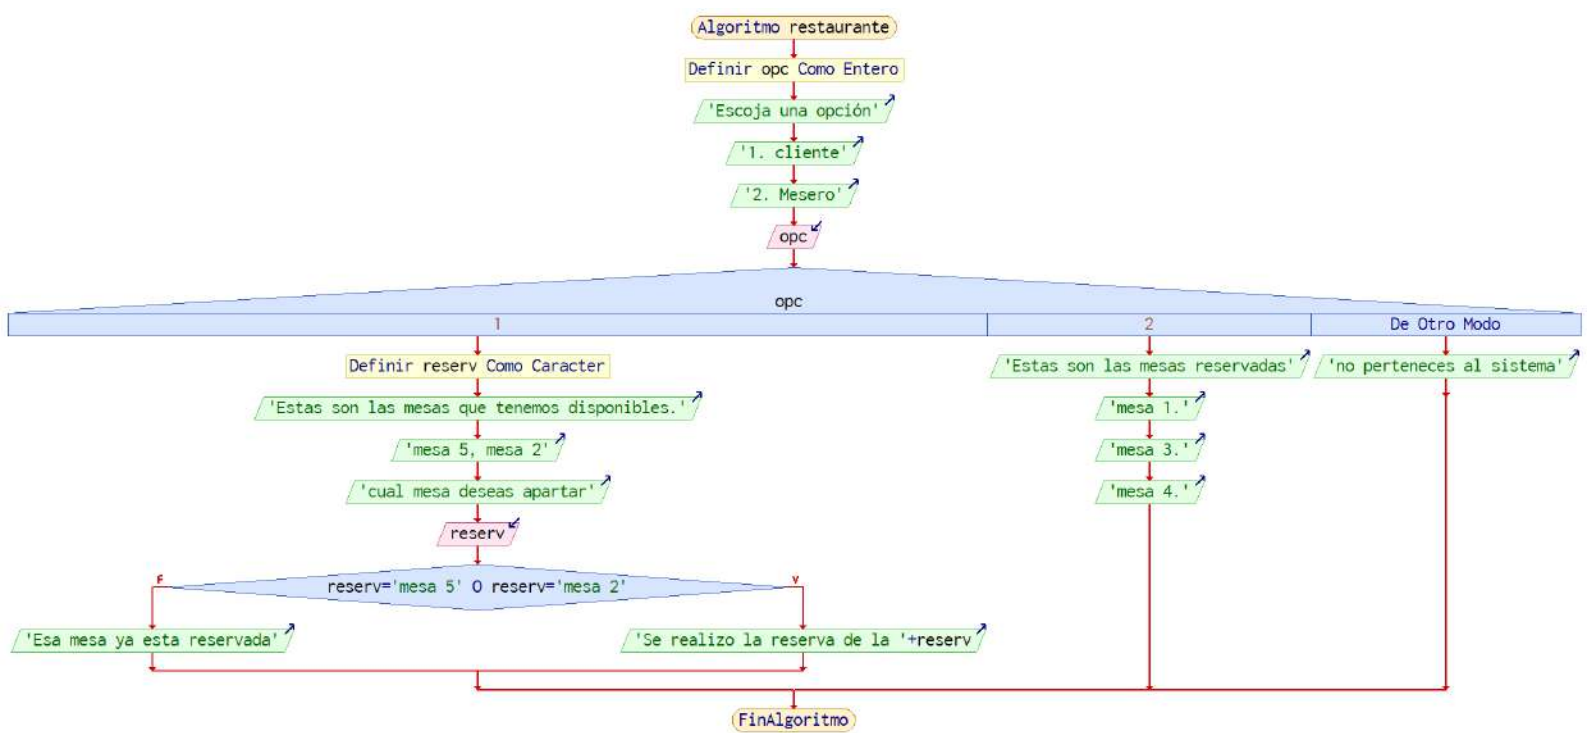 Algoritmo restaurante
Definir opc Como Entero
'Escoja una opción'
'1. cliente'
'2. Mesero'
opc
opc
1
2
De Otro Modo
Definir reserv Como Caracter
'Estas son las mesas que tenemos disponibles.'
'mesa 5, mesa 2'
'cual mesa deseas apartar'
reserv
F
reserv='mesa 5' O reserv='mesa 2'
V
'Esa mesa ya esta reservada'
'Se realizo la reserva de la '+reserv
'Estas son las mesas reservadas'
'mesa 1.'
'mesa 3.'
'mesa 4.'
'no perteneces al sistema'
FinAlgoritmo